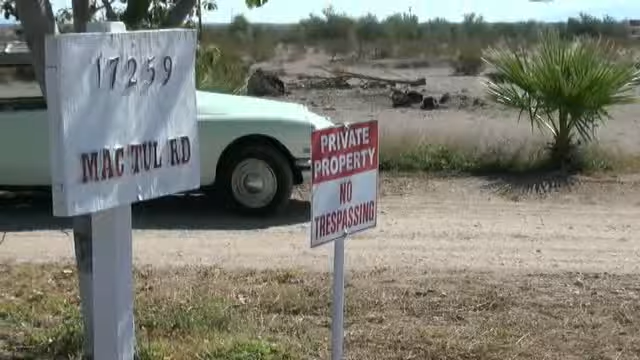 17259
MAC TUL RD
PRIVATE
PROPERTY
NO
TRESPASSING